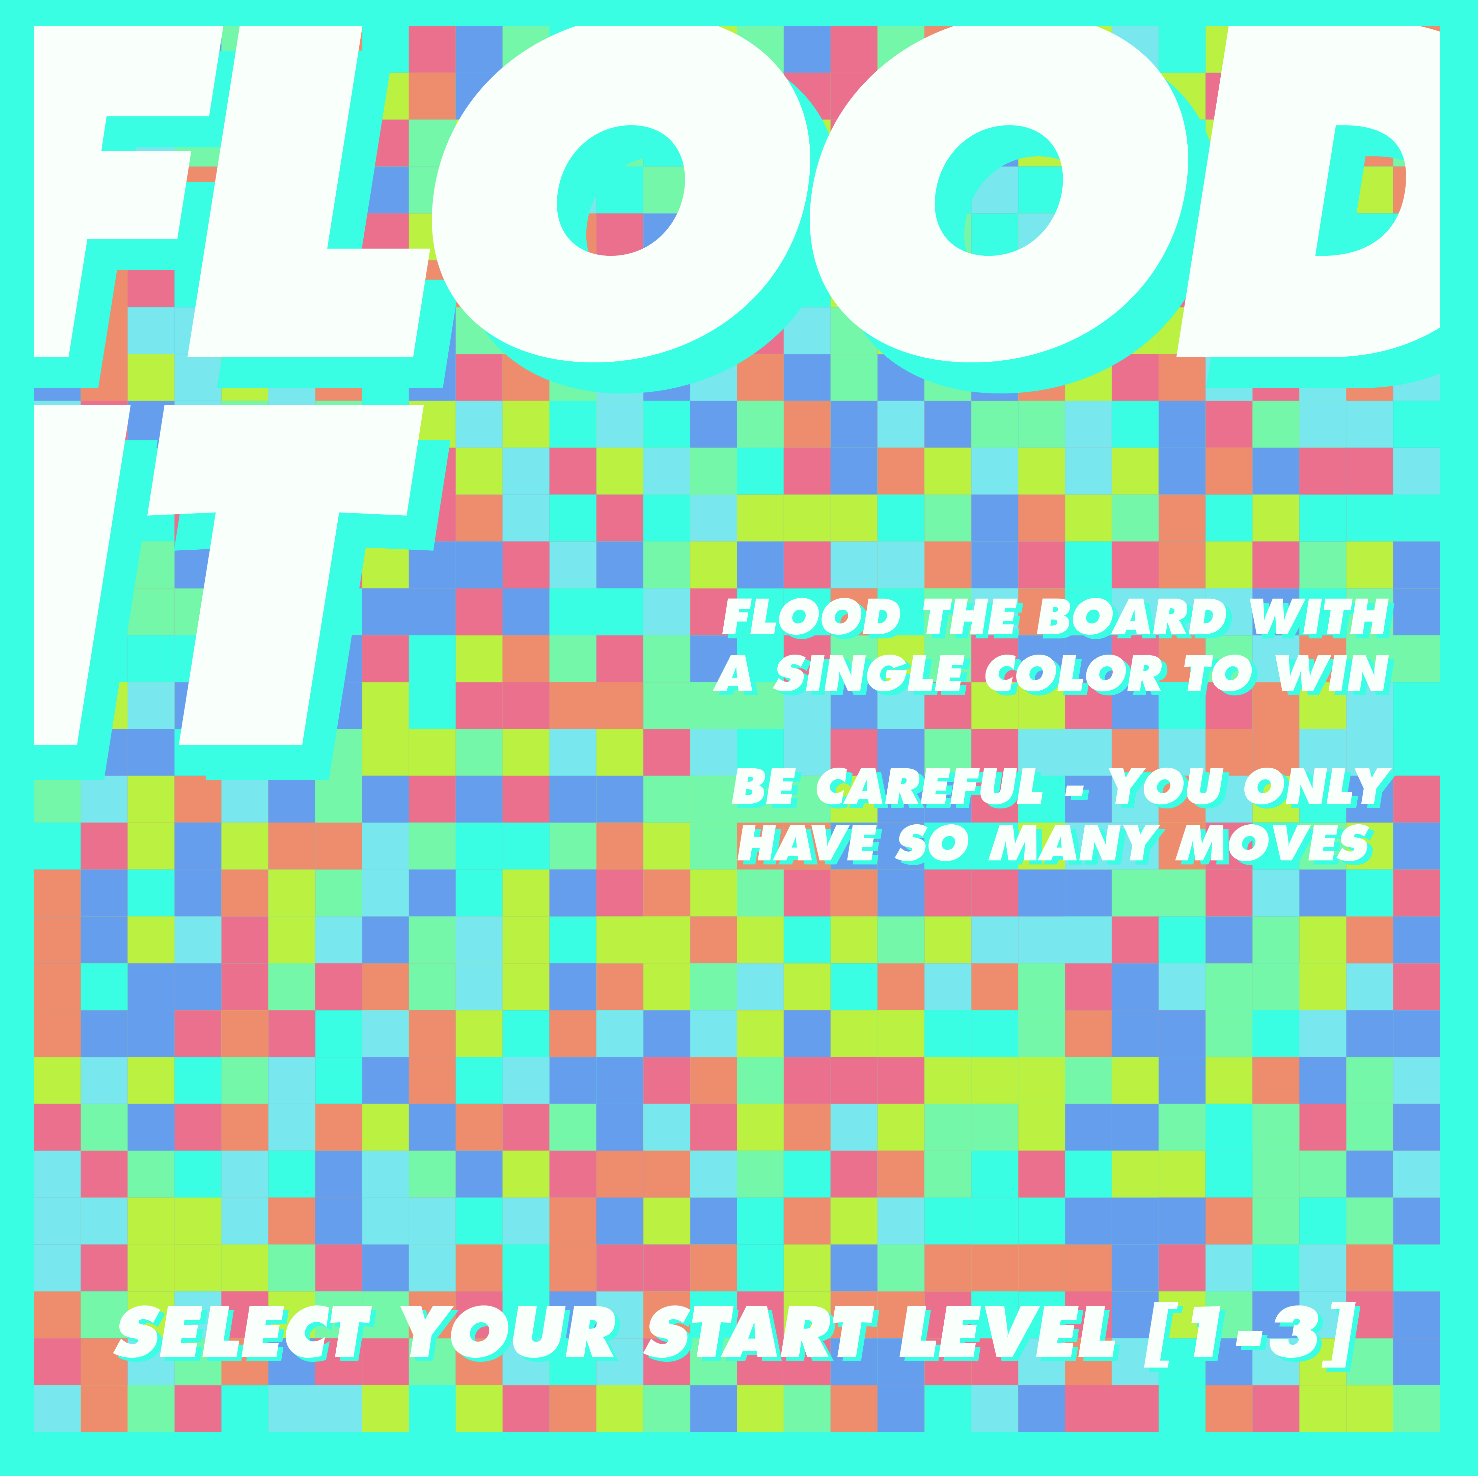 FLOOD
IT
FLOOD THE BOARD WITH
A SINGLE COLOR TO WIN
BE CAREFUL - YOU ONLY
HAVE SO MANY MOVES
SELECT YOUR START LEVEL [1-3]